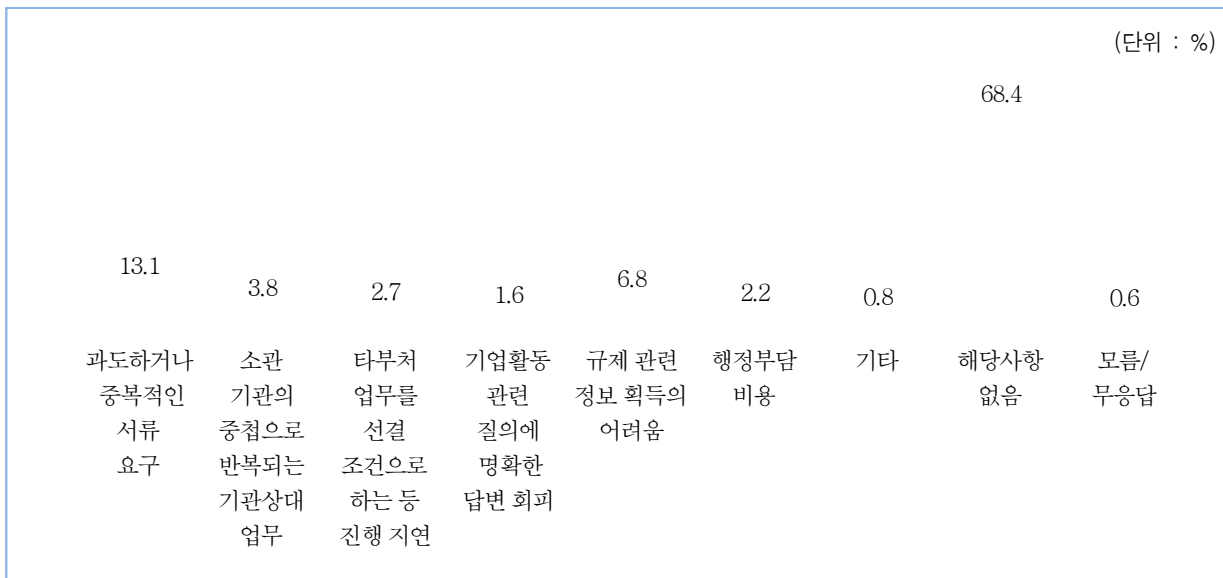 (단위 : %)
68.4
13.1
3.8
2.7
1.6
6.8
2.2
0.8
0.6
과도하거나
중복적인
서류
요구
소관
기관의
중첩으로
반복되는
기관상대
업무
타부처
업무를
선결
조건으로
하는 등
진행 지연
기업활동
관련
질의에
명확한
답변 회피
규제 관련
정보 획득의
어려움
행정부담
비용
기타
해당사항
없음
모름/
무응답